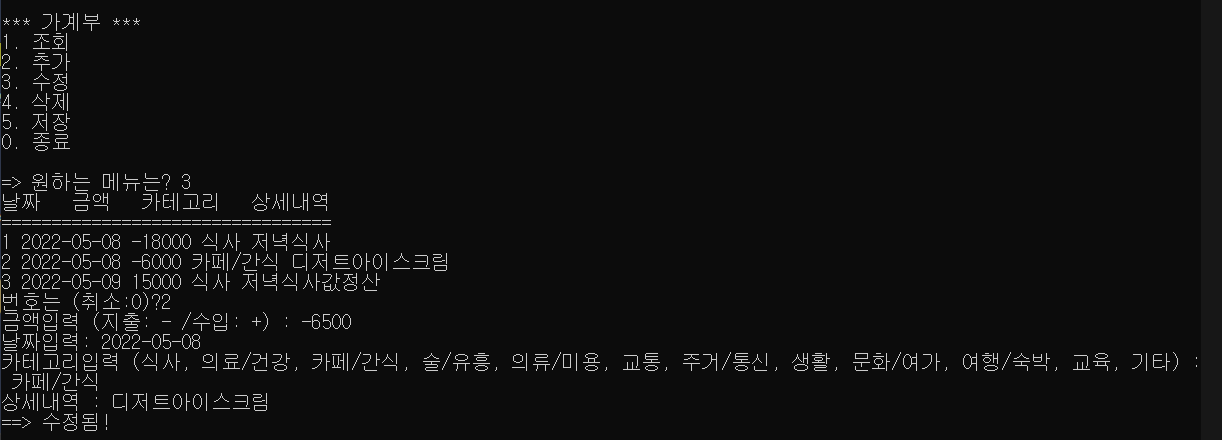 *** 가계부 ***
1. 조회
2. 추가
3. 수정
4. 삭제
5. 저장
0. 종료
=> 원하는 메뉴는? 3
날짜 금액 카테고리 상세내역
=================================
1 2022-05-08 -18000 식사 저녁식사
2 2022-05-08 -6000 카페/간식 디저트아이스크림
3 2022-05-09 15000 식사 저녁식사값정산
번호는 (취소:0)?2
금액입력 (지출: - /수입: +) : -6500
날짜입력: 2022-05-08
카테고리입력 (식사, 의료/건강, 카페/간식, 술/유흥, 의류/미용, 교통, 주거/통신, 생활, 문화/여가, 여행/숙박, 교육, 기타) :
카페/간식
상세내역 : 디저트아이스크림
==> 수정됨!